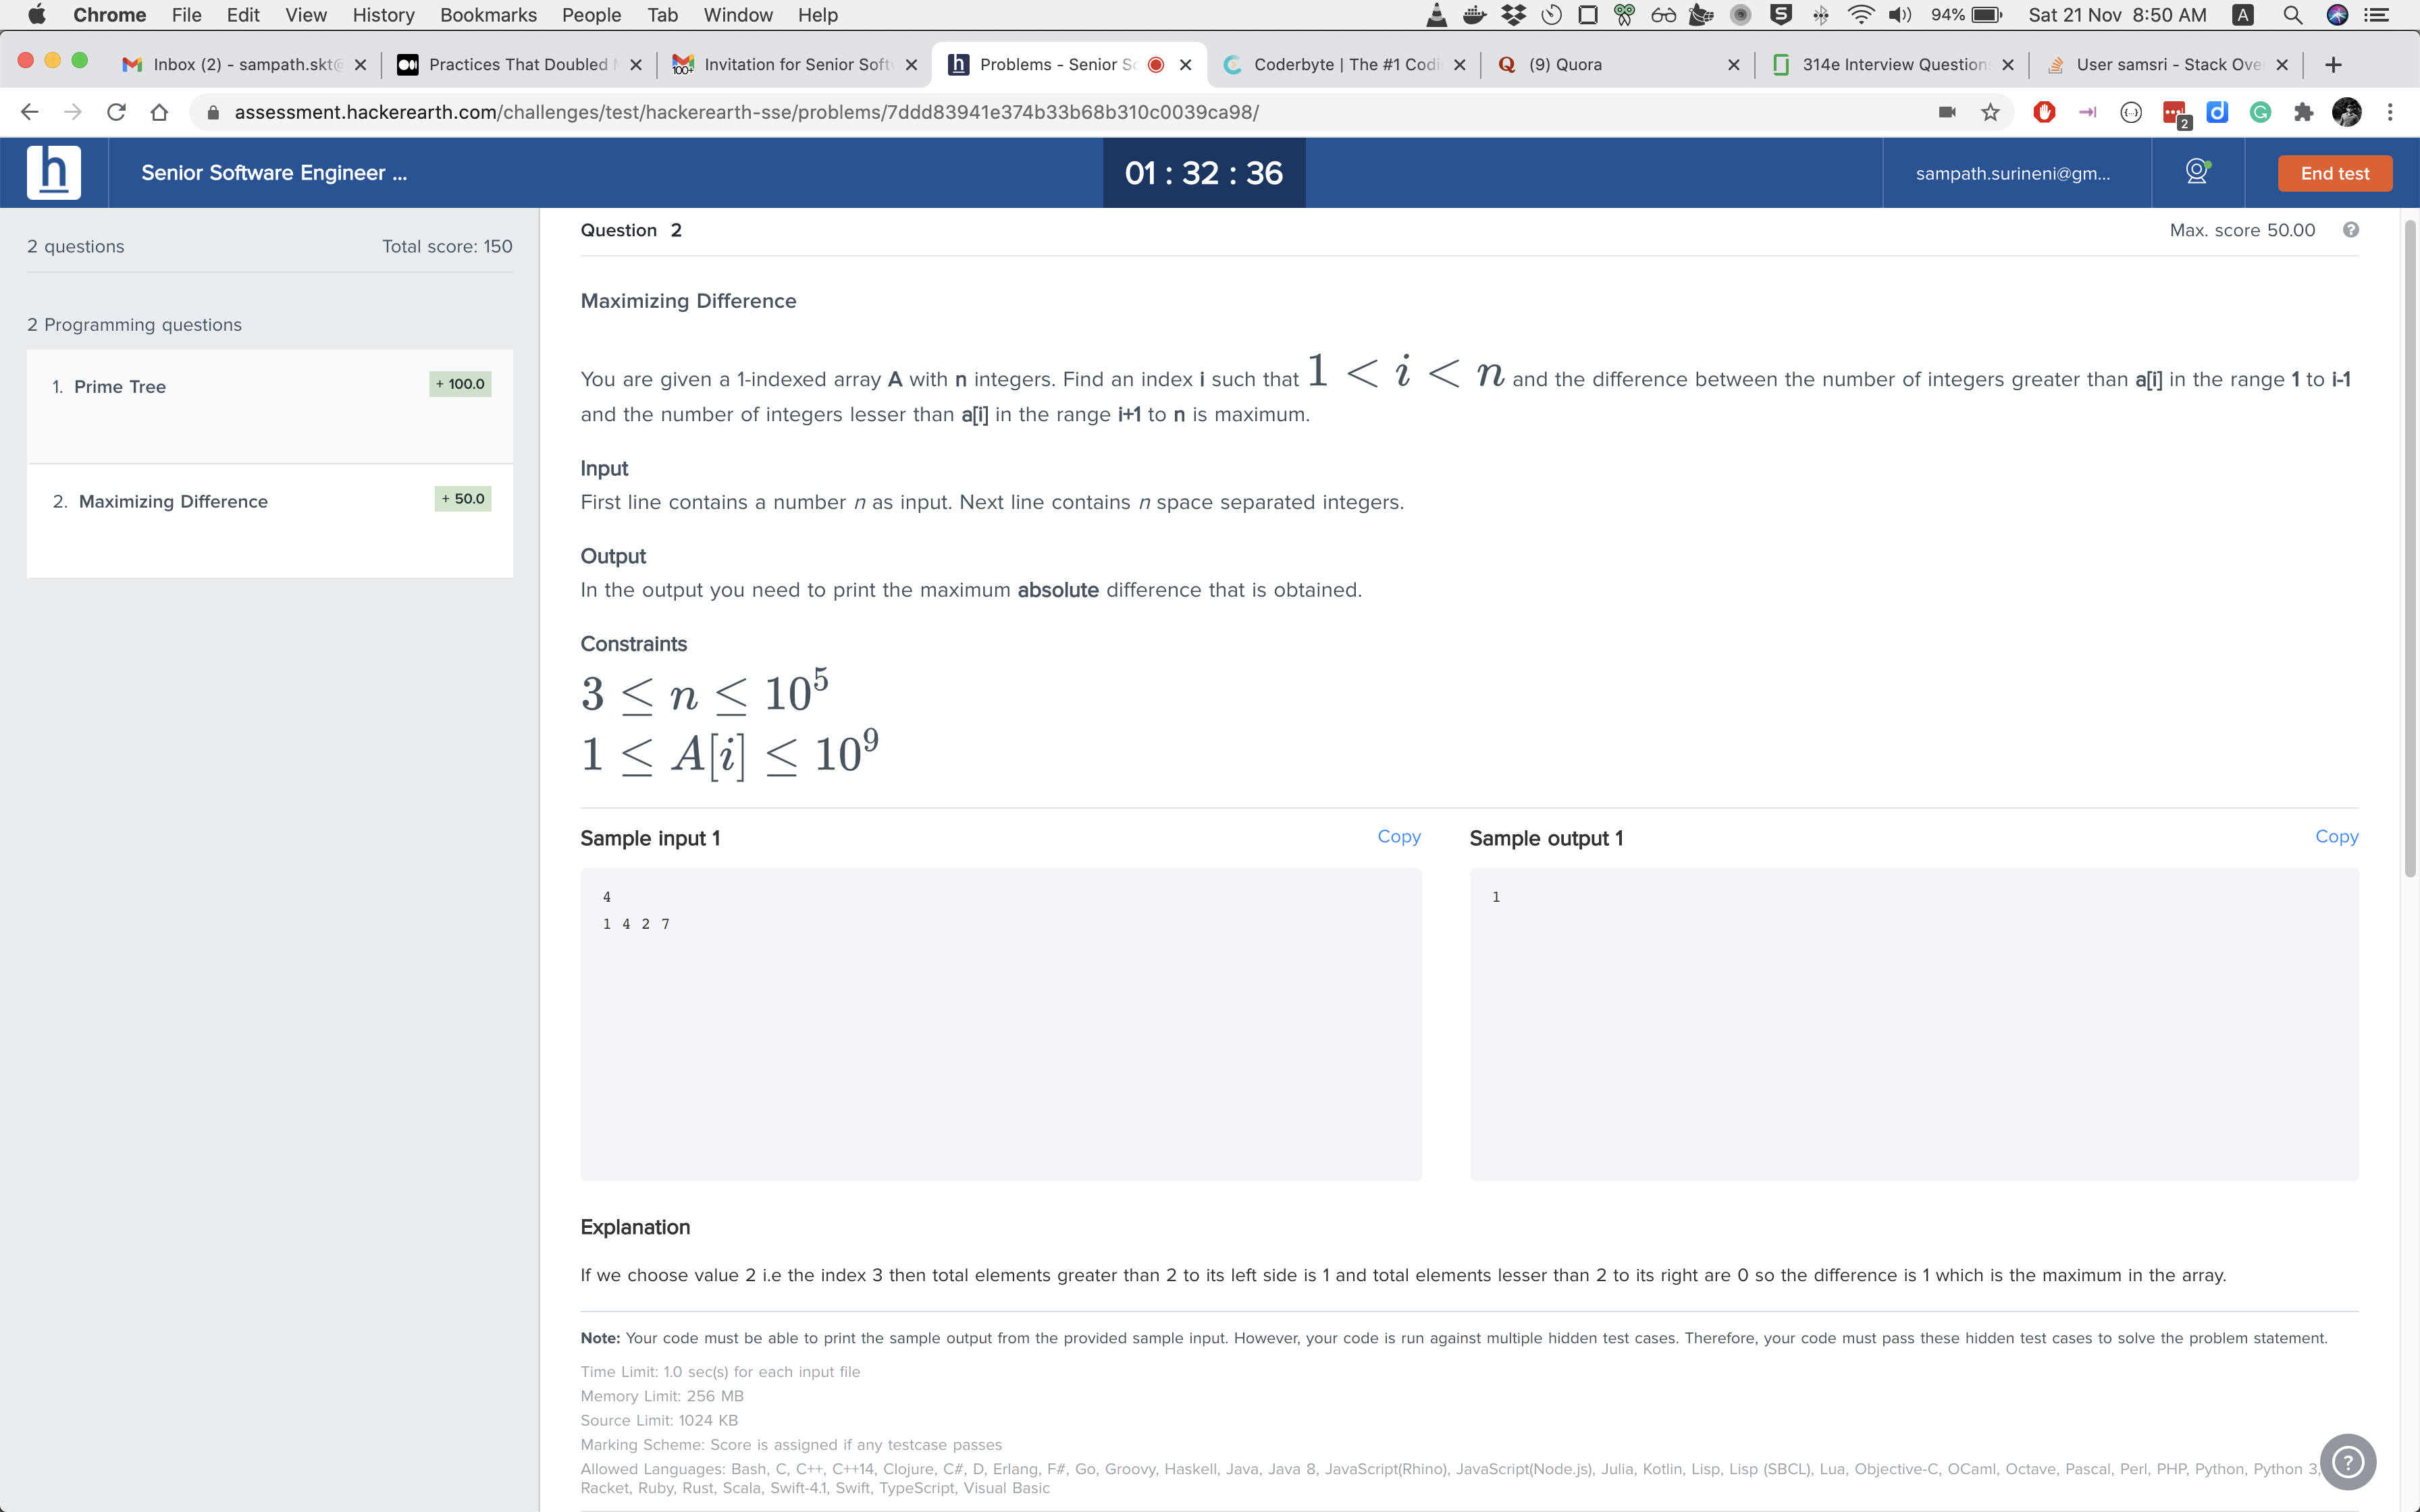 Chrome File Edit View History Bookmarks People Tab Window Help 94% Sat 21 Nov 8:50 AM A
Inbox (2) - sampath.skt@ Practices That Doubled Invitation for Senior Soft Problems - Senior S Coderbyte | The #1 Codi (9) Quora 314e Interview Question User samsri - Stack Ove
assessment.hackerearth.com/challenges/test/hackerearth-sse/problems/7ddd83941e374b33b68b310c0039ca98/
h Senior Software Engineer ... 01 : 32 : 36 sampath.surineni@gm... End test
2 questions Total score: 150
2 Programming questions
1. Prime Tree + 100.0
2. Maximizing Difference + 50.0
Question 2 Max. score 50.00
Maximizing Difference
You are given a 1-indexed array A with n integers. Find an index i such that 1 < i < n and the difference between the number of integers greater than a[i] in the range 1 to i-1
and the number of integers lesser than a[i] in the range i+1 to n is maximum.
Input
First line contains a number n as input. Next line contains n space separated integers.
Output
In the output you need to print the maximum absolute difference that is obtained.
Constraints
3 ≤ n ≤ 10⁵
1 ≤ A[i] ≤ 10⁹
Sample input 1 Copy Sample output 1 Copy
4 1
1 4 2 7
Explanation
If we choose value 2 i.e the index 3 then total elements greater than 2 to its left side is 1 and total elements lesser than 2 to its right are 0 so the difference is 1 which is the maximum in the array.
Note: Your code must be able to print the sample output from the provided sample input. However, your code is run against multiple hidden test cases. Therefore, your code must pass these hidden test cases to solve the problem statement.
Time Limit: 1.0 sec(s) for each input file
Memory Limit: 256 MB
Source Limit: 1024 KB
Marking Scheme: Score is assigned if any testcase passes
Allowed Languages: Bash, C, C++, C++14, Clojure, C#, D, Erlang, F#, Go, Groovy, Haskell, Java, Java 8, JavaScript(Rhino), JavaScript(Node.js), Julia, Kotlin, Lisp, Lisp (SBCL), Lua, Objective-C, OCaml, Octave, Pascal, Perl, PHP, Python, Python 3,
Racket, Ruby, Rust, Scala, Swift-4.1, Swift, TypeScript, Visual Basic